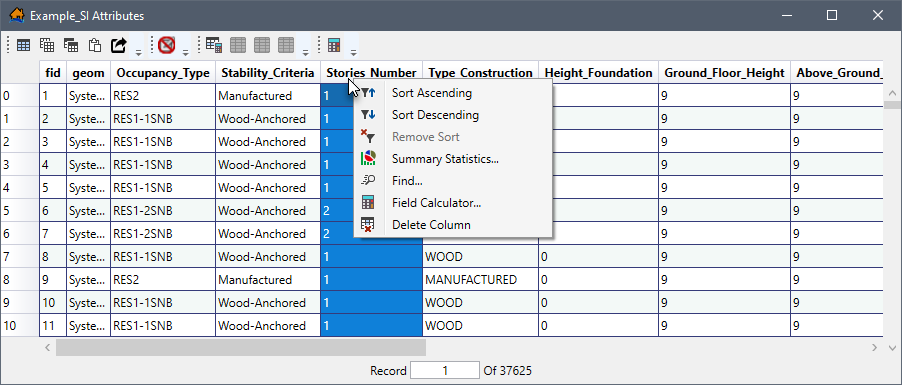 Example_SI Attributes
fid geom Occupancy_Type Stability_Criteria Stories_Number Type_Construction Height_Foundation Ground_Floor_Height Above_Ground_
0 1 Syste... RES2 Manufactured 1 9 9
1 2 Syste... RES1-1SNB Wood-Anchored 1 9 9
2 3 Syste... RES1-1SNB Wood-Anchored 1 9 9
3 4 Syste... RES1-1SNB Wood-Anchored 1 9 9
4 5 Syste... RES1-1SNB Wood-Anchored 1 9 9
5 6 Syste... RES1-2SNB Wood-Anchored 2 9 9
6 7 Syste... RES1-2SNB Wood-Anchored 2 9 9
7 8 Syste... RES1-1SNB Wood-Anchored 1 WOOD 0 9 9
8 9 Syste... RES2 Manufactured 1 MANUFACTURED 0 9 9
9 10 Syste... RES1-1SNB Wood-Anchored 1 WOOD 0 9 9
10 11 Syste... RES1-1SNB Wood-Anchored 1 WOOD 0 9 9
Sort Ascending
Sort Descending
Remove Sort
Summary Statistics...
Find...
Field Calculator...
Delete Column
Record 1 Of 37625